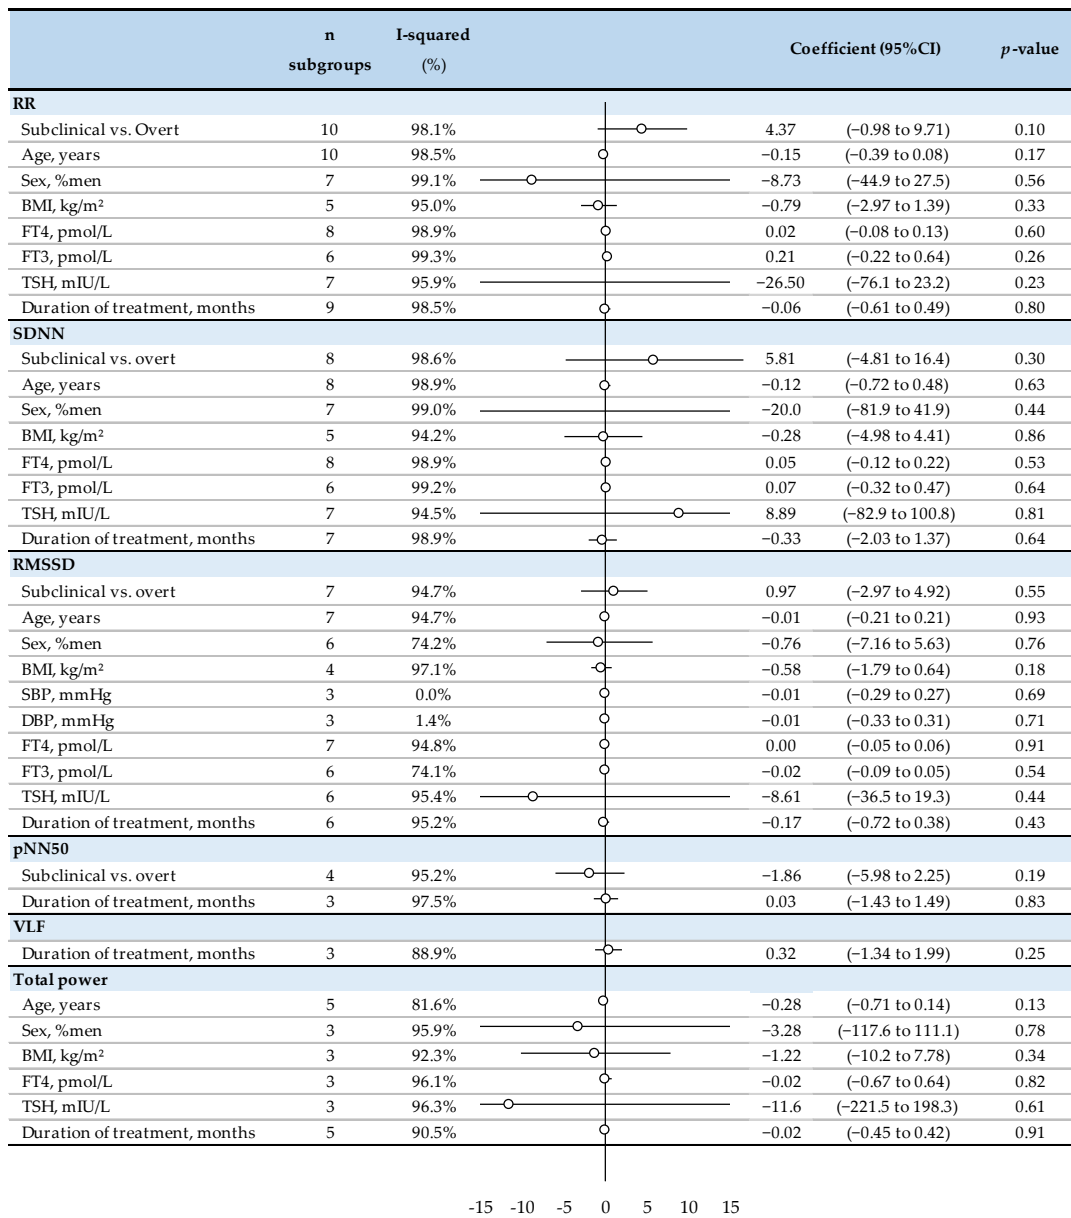 n subgroups I-squared (%) Coefficient (95%CI) p-value
RR
Subclinical vs. Overt 10 98.1% 4.37 (−0.98 to 9.71) 0.10
Age, years 10 98.5% −0.15 (−0.39 to 0.08) 0.17
Sex, %men 7 99.1% −8.73 (−44.9 to 27.5) 0.56
BMI, kg/m² 5 95.0% −0.79 (−2.97 to 1.39) 0.33
FT4, pmol/L 8 98.9% 0.02 (−0.08 to 0.13) 0.60
FT3, pmol/L 6 99.3% 0.21 (−0.22 to 0.64) 0.26
TSH, mIU/L 7 95.9% −26.50 (−76.1 to 23.2) 0.23
Duration of treatment, months 9 98.5% −0.06 (−0.61 to 0.49) 0.80
SDNN
Subclinical vs. overt 8 98.6% 5.81 (−4.81 to 16.4) 0.30
Age, years 8 98.9% −0.12 (−0.72 to 0.48) 0.63
Sex, %men 7 99.0% −20.0 (−81.9 to 41.9) 0.44
BMI, kg/m² 5 94.2% −0.28 (−4.98 to 4.41) 0.86
FT4, pmol/L 8 98.9% 0.05 (−0.12 to 0.22) 0.53
FT3, pmol/L 6 99.2% 0.07 (−0.32 to 0.47) 0.64
TSH, mIU/L 7 94.5% 8.89 (−82.9 to 100.8) 0.81
Duration of treatment, months 7 98.9% −0.33 (−2.03 to 1.37) 0.64
RMSSD
Subclinical vs. overt 7 94.7% 0.97 (−2.97 to 4.92) 0.55
Age, years 7 94.7% −0.01 (−0.21 to 0.21) 0.93
Sex, %men 6 74.2% −0.76 (−7.16 to 5.63) 0.76
BMI, kg/m² 4 97.1% −0.58 (−1.79 to 0.64) 0.18
SBP, mmHg 3 0.0% −0.01 (−0.29 to 0.27) 0.69
DBP, mmHg 3 1.4% −0.01 (−0.33 to 0.31) 0.71
FT4, pmol/L 7 94.8% 0.00 (−0.05 to 0.06) 0.91
FT3, pmol/L 6 74.1% −0.02 (−0.09 to 0.05) 0.54
TSH, mIU/L 6 95.4% −8.61 (−36.5 to 19.3) 0.44
Duration of treatment, months 6 95.2% −0.17 (−0.72 to 0.38) 0.43
pNN50
Subclinical vs. overt 4 95.2% −1.86 (−5.98 to 2.25) 0.19
Duration of treatment, months 3 97.5% 0.03 (−1.43 to 1.49) 0.83
VLF
Duration of treatment, months 3 88.9% 0.32 (−1.34 to 1.99) 0.25
Total power
Age, years 5 81.6% −0.28 (−0.71 to 0.14) 0.13
Sex, %men 3 95.9% −3.28 (−117.6 to 111.1) 0.78
BMI, kg/m² 3 92.3% −1.22 (−10.2 to 7.78) 0.34
FT4, pmol/L 3 96.1% −0.02 (−0.67 to 0.64) 0.82
TSH, mIU/L 3 96.3% −11.6 (−221.5 to 198.3) 0.61
Duration of treatment, months 5 90.5% −0.02 (−0.45 to 0.42) 0.91
-15 -10 -5 0 5 10 15